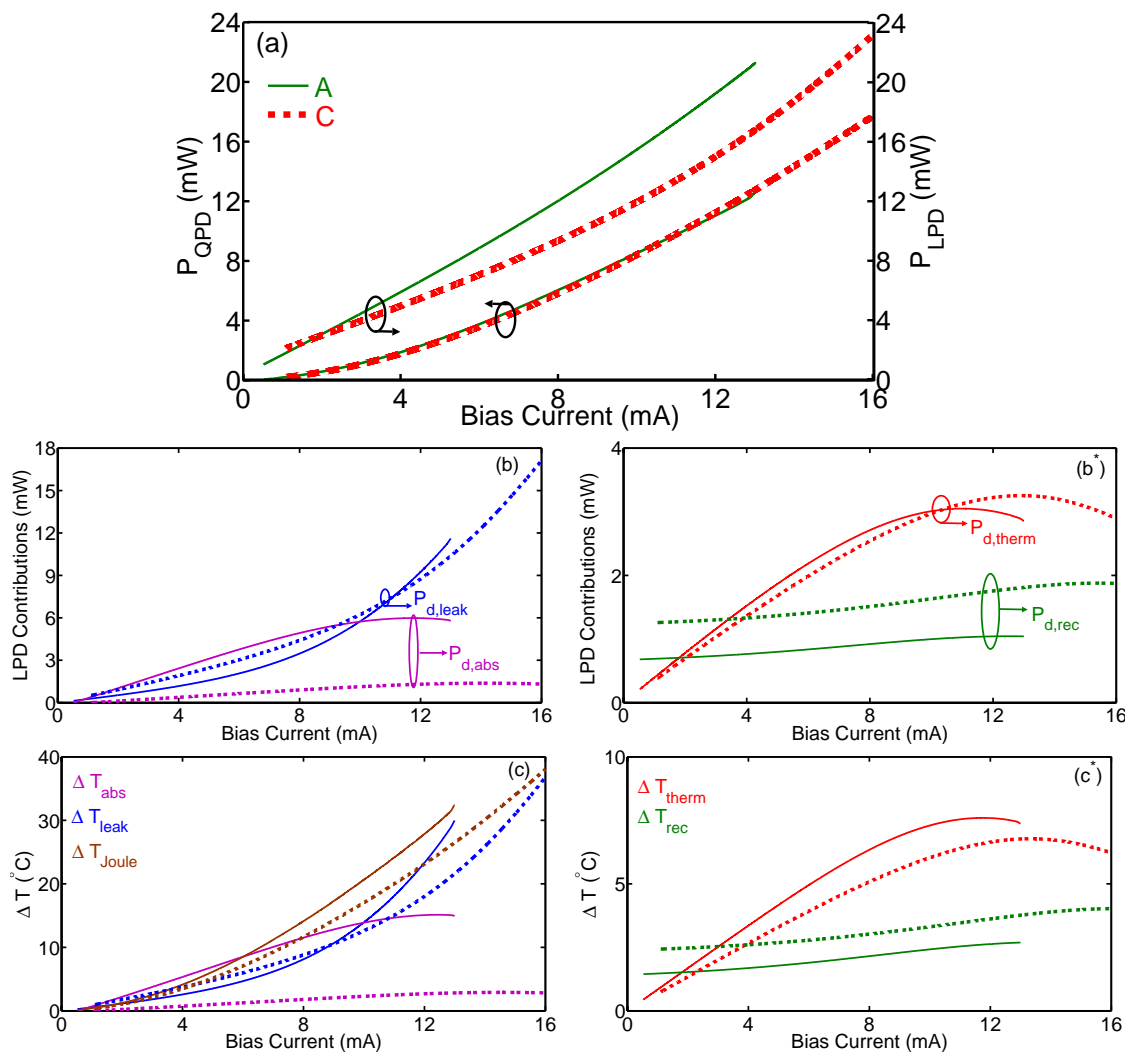 (a)
A
C
24
20
16
12
8
4
0
P_QPD (mW)
24
20
16
12
8
4
0
P_LPD (mW)
4 8 12 16
Bias Current (mA)
(b)
18
15
12
9
6
3
0
LPD Contributions (mW)
P_d,leak
P_d,abs
4 8 12 16
Bias Current (mA)
(b*)
4
2
0
LPD Contributions (mW)
P_d,therm
P_d,rec
0 4 8 12 16
Bias Current (mA)
(c)
Δ T_abs
Δ T_leak
Δ T_Joule
40
30
20
10
0
Δ T (°C)
0 4 8 12 16
Bias Current (mA)
(c*)
Δ T_therm
Δ T_rec
10
5
0
Δ T (°C)
0 4 8 12 16
Bias Current (mA)